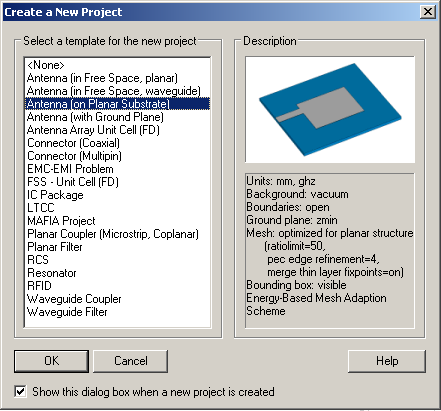 Create a New Project
Select a template for the new project
<None>
Antenna (in Free Space, planar)
Antenna (in Free Space, waveguide)
Antenna (on Planar Substrate)
Antenna (with Ground Plane)
Antenna Array Unit Cell (FD)
Connector (Coaxial)
Connector (Multipin)
EMC-EMI Problem
FSS - Unit Cell (FD)
IC Package
LTCC
MAFIA Project
Planar Coupler (Microstrip, Coplanar)
Planar Filter
RCS
Resonator
RFID
Waveguide Coupler
Waveguide Filter
Description
Units: mm, ghz
Background: vacuum
Boundaries: open
Ground plane: zmin
Mesh: optimized for planar structure
(ratiolimit=50,
pec edge refinement=4,
merge thin layer fixpoints=on)
Bounding box: visible
Energy-Based Mesh Adaption
Scheme
OK
Cancel
Help
Show this dialog box when a new project is created